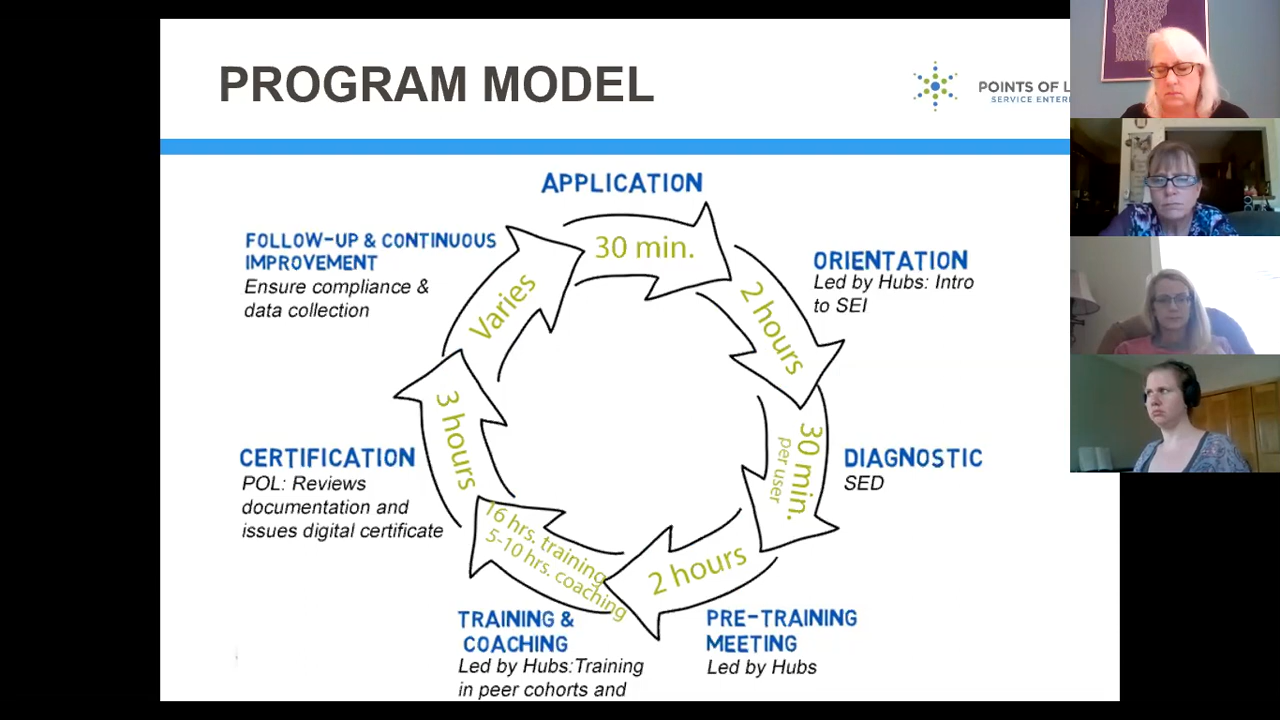 PROGRAM MODEL
POINTS OF
SERVICE
APPLICATION
30 min.
ORIENTATION
Led by Hubs: Intro
to SEI
2 hours
DIAGNOSTIC
SED
30 min.
per user
PRE-TRAINING
MEETING
Led by Hubs
2 hours
TRAINING &
COACHING
Led by Hubs:Training
in peer cohorts and
16 hrs. training
5-10 hrs. coaching
CERTIFICATION
POL: Reviews
documentation and
issues digital certificate
3 hours
FOLLOW-UP & CONTINUOUS
IMPROVEMENT
Ensure compliance &
data collection
Varies